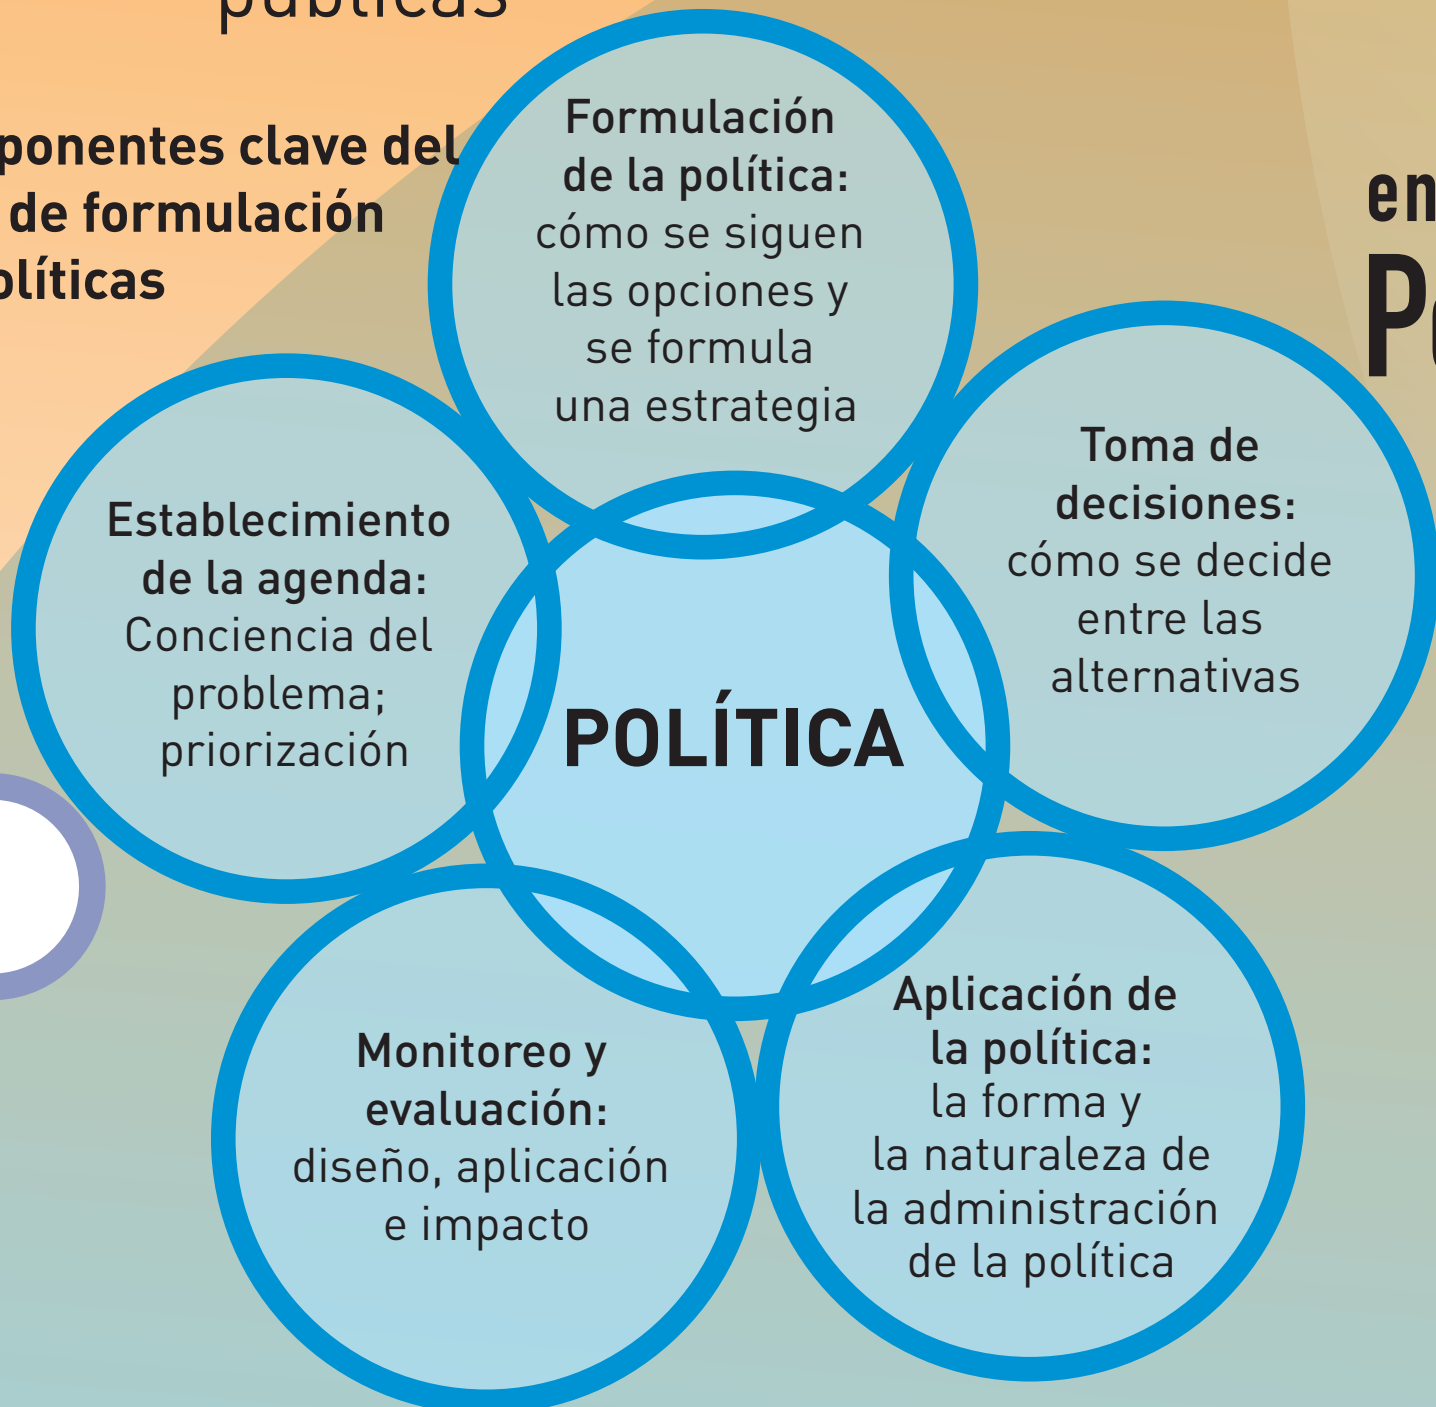 públicas
ponentes clave del
de formulación
olíticas
Formulación
de la política:
cómo se siguen
las opciones y
se formula
una estrategia
en
Toma de
decisiones:
cómo se decide
entre las
alternativas
Establecimiento
de la agenda:
Conciencia del
problema;
priorización
POLÍTICA
Aplicación de
la política:
la forma y
la naturaleza de
la administración
de la política
Monitoreo y
evaluación:
diseño, aplicación
e impacto